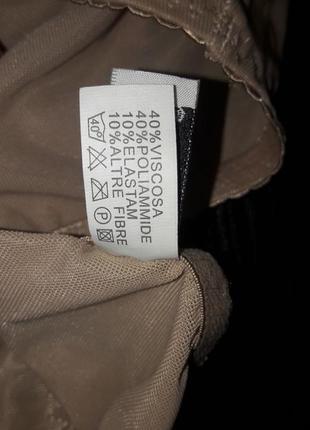 40%VISCOSA
40%POLIAMMIDE
10%ELASTAM
10%ALTRE FIBRE
40°
P